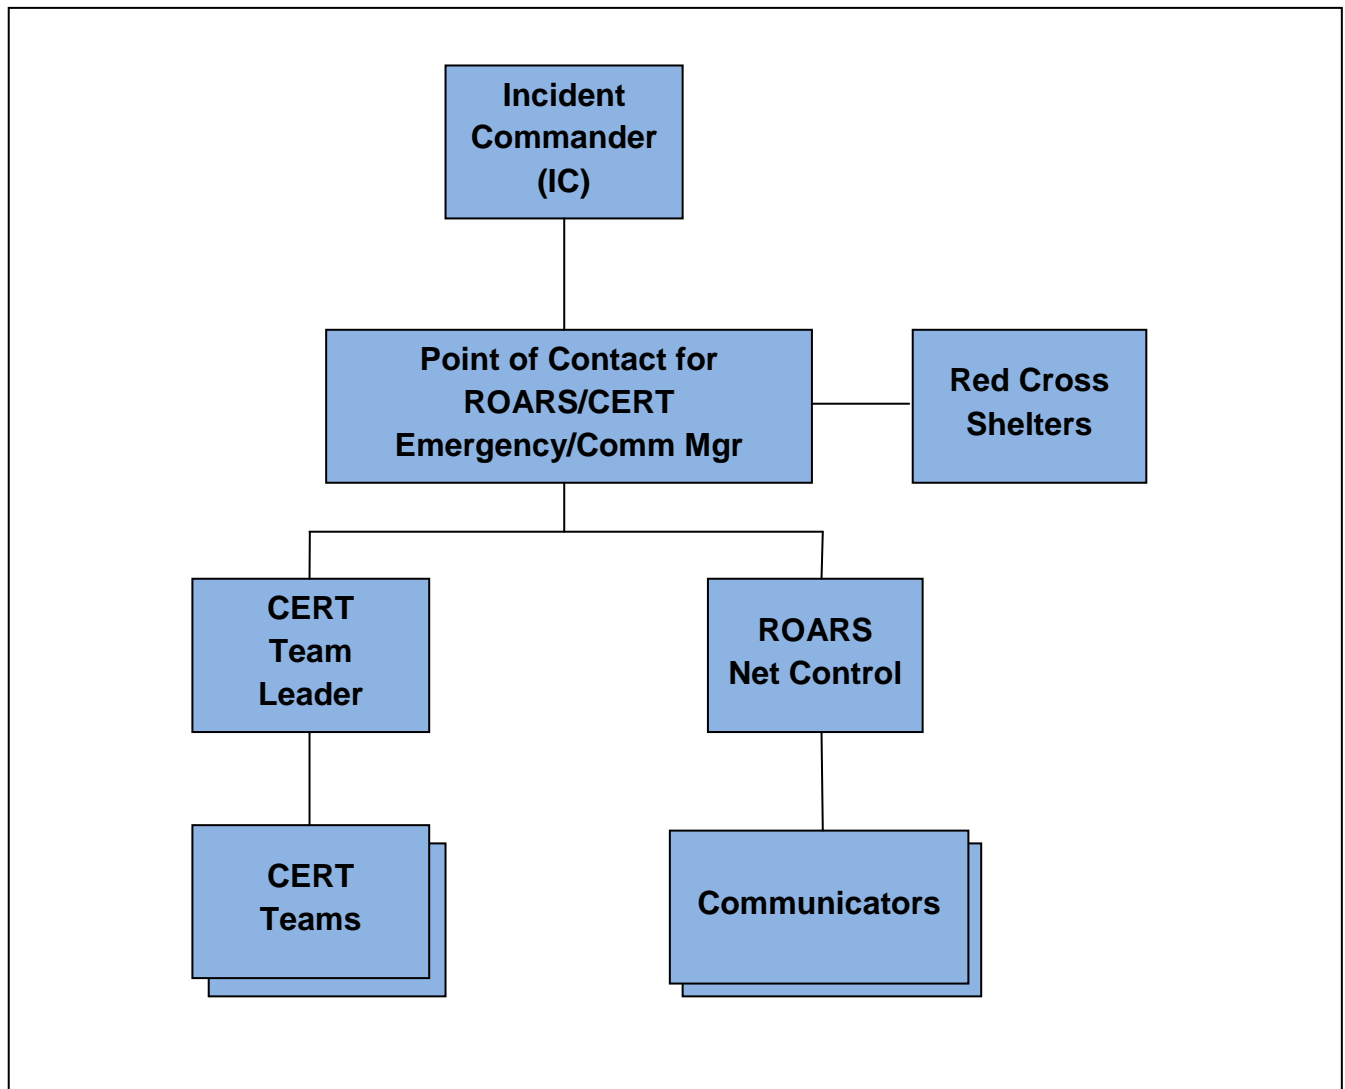 Incident
Commander
(IC)
Point of Contact for
ROARS/CERT
Emergency/Comm Mgr
Red Cross
Shelters
CERT
Team
Leader
ROARS
Net Control
CERT
Teams
Communicators